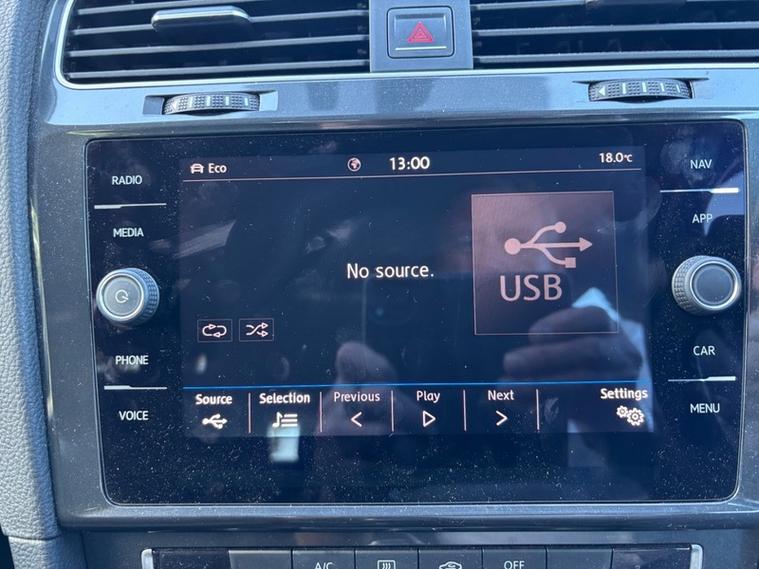 Eco 13:00 18.0°C
RADIO
NAV
MEDIA
APP
No source.
USB
PHONE
CAR
VOICE
MENU
Source Selection Previous Play Next Settings
A/C OFF